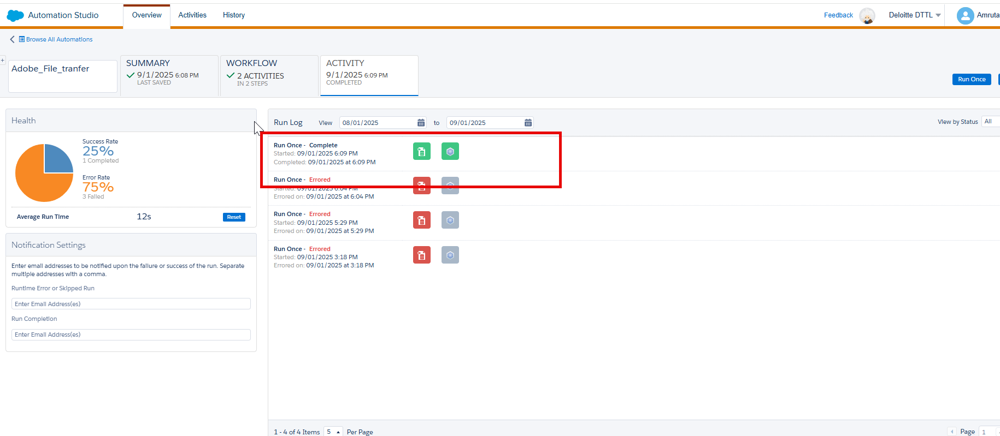 Automation Studio
Overview
Activities
History
Feedback
Deloitte DTTL
Amruta
Browse All Automations
+
Adobe_File_tranfer
SUMMARY
9/1/2025 6:08 PM
LAST SAVED
WORKFLOW
2 ACTIVITIES
IN 2 STEPS
ACTIVITY
9/1/2025 6:09 PM
COMPLETED
Run Once
Health
Success Rate
25%
1 Completed
Error Rate
75%
3 Failed
Average Run Time
12s
Reset
Notification Settings
Enter email addresses to be notified upon the failure or success of the run. Separate
multiple addresses with a comma.
Runtime Error or Skipped Run
Enter Email Address(es)
Run Completion
Enter Email Address(es)
Run Log
View
08/01/2025
to
09/01/2025
View by Status
All
Run Once - Complete
Started: 09/01/2025 6:09 PM
Completed: 09/01/2025 at 6:09 PM
Run Once - Errored
Started: 09/01/2025 6:04 PM
Errored on: 09/01/2025 at 6:04 PM
Run Once - Errored
Started: 09/01/2025 5:29 PM
Errored on: 09/01/2025 at 5:29 PM
Run Once - Errored
Started: 09/01/2025 3:18 PM
Errored on: 09/01/2025 at 3:18 PM
1 - 4 of 4 Items
5
Per Page
Page
1